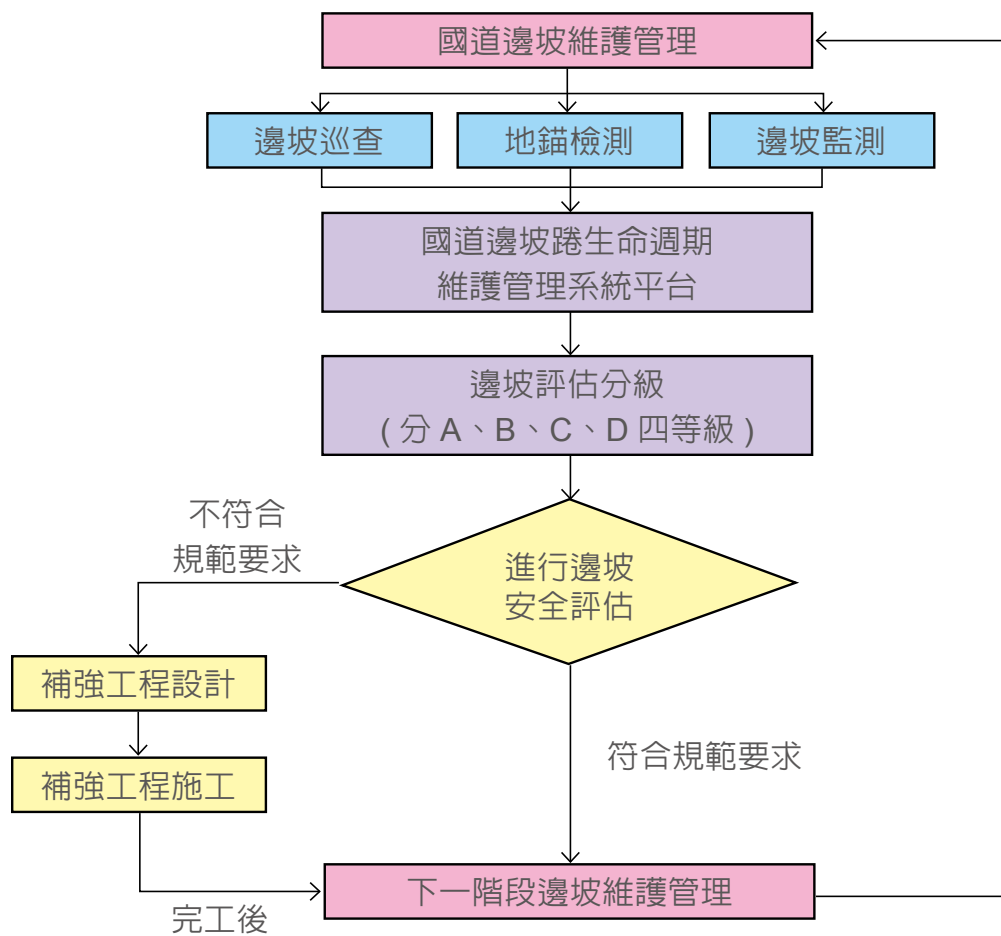 國道邊坡維護管理
邊坡巡查
地錨檢測
邊坡監測
國道邊坡踡生命週期
維護管理系統平台
邊坡評估分級
( 分 A、B、C、D 四等級 )
不符合
規範要求
進行邊坡
安全評估
補強工程設計
補強工程施工
符合規範要求
下一階段邊坡維護管理
完工後